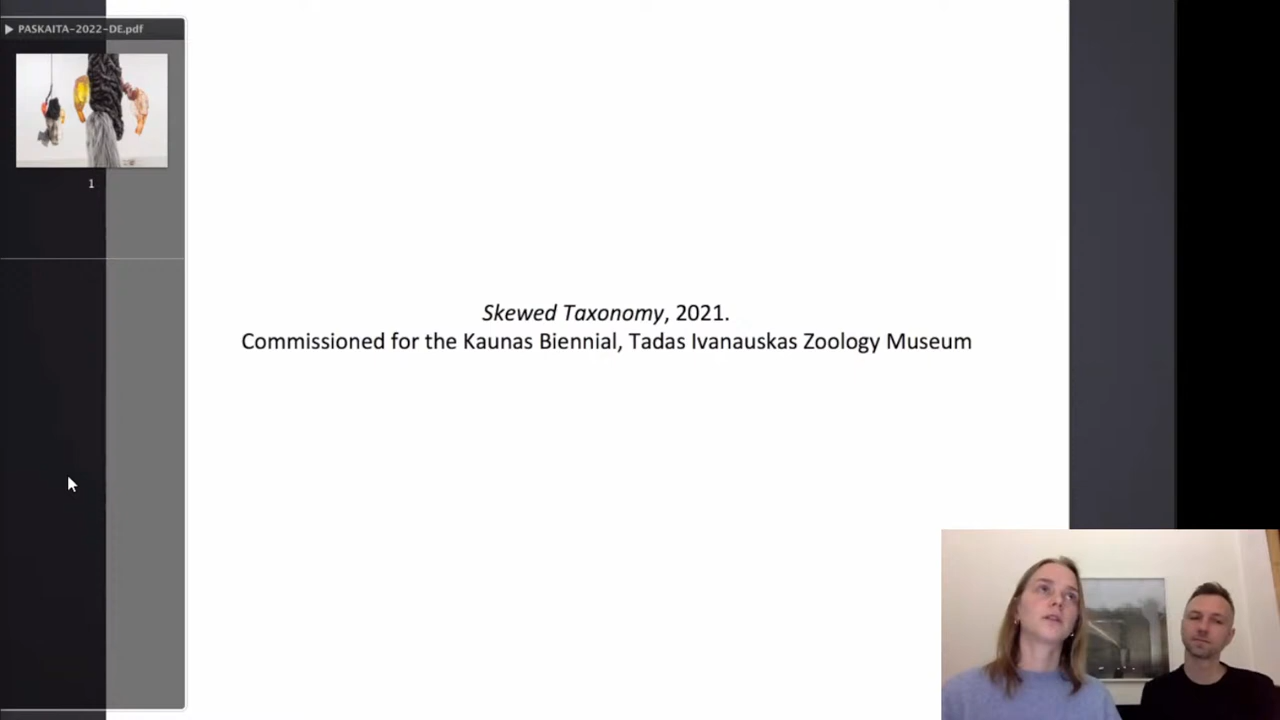 PASKAITA-2022-DE.pdf
1
Skewed Taxonomy, 2021.
Commissioned for the Kaunas Biennial, Tadas Ivanauskas Zoology Museum